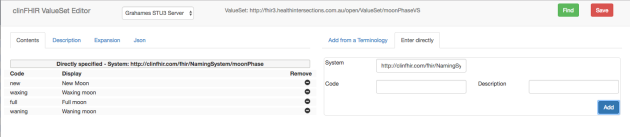 clinFHIR ValueSet Editor
Grahames STU3 Server
ValueSet: http://fhir3.healthintersections.com.au/open/ValueSet/moonPhaseVS
Find
Save
Contents
Description
Expansion
Json
Directly specified - System: http://clinfhir.com/fhir/NamingSystem/moonPhase
Code Display Remove
new New Moon
waxing Waxing moon
full Full moon
waning Waning moon
Add from a Terminology
Enter directly
System
http://clinfhir.com/fhir/NamingSy
Code
Description
Add